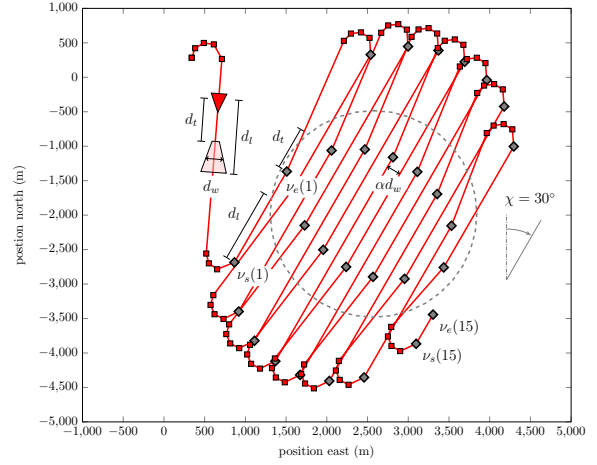 1,000
500
0
−500
−1,000
−1,500
−2,000
−2,500
−3,000
−3,500
−4,000
−4,500
−5,000
postion north (m)
d_t
d_l
d_w
d_t
ν_e(1)
αd_w
d_l
χ = 30°
ν_s(1)
ν_e(15)
ν_s(15)
−1,000 −500 0 500 1,000 1,500 2,000 2,500 3,000 3,500 4,000 4,500 5,000
position east (m)